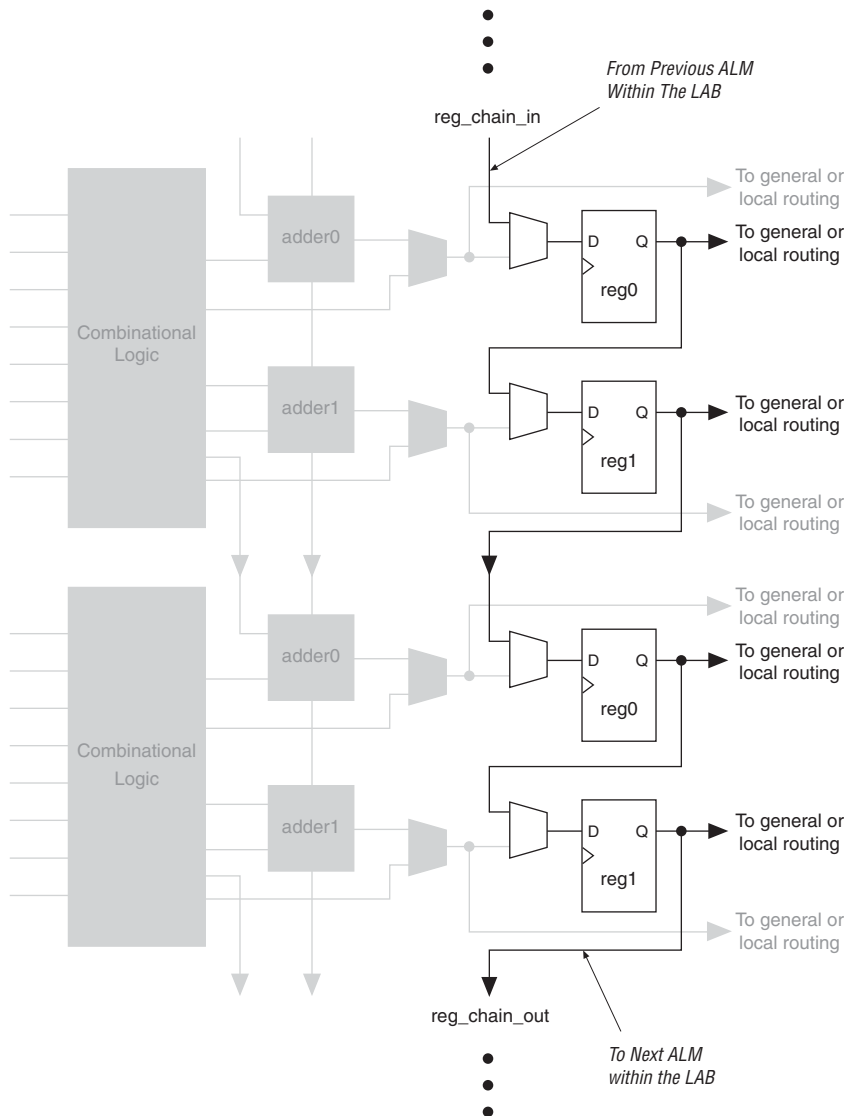 From Previous ALM
Within The LAB
reg_chain_in
To general or
local routing
adder0
D Q
reg0
To general or
local routing
Combinational
Logic
adder1
D Q
reg1
To general or
local routing
To general or
local routing
To general or
local routing
adder0
D Q
reg0
To general or
local routing
Combinational
Logic
adder1
D Q
reg1
To general or
local routing
To general or
local routing
reg_chain_out
To Next ALM
within the LAB